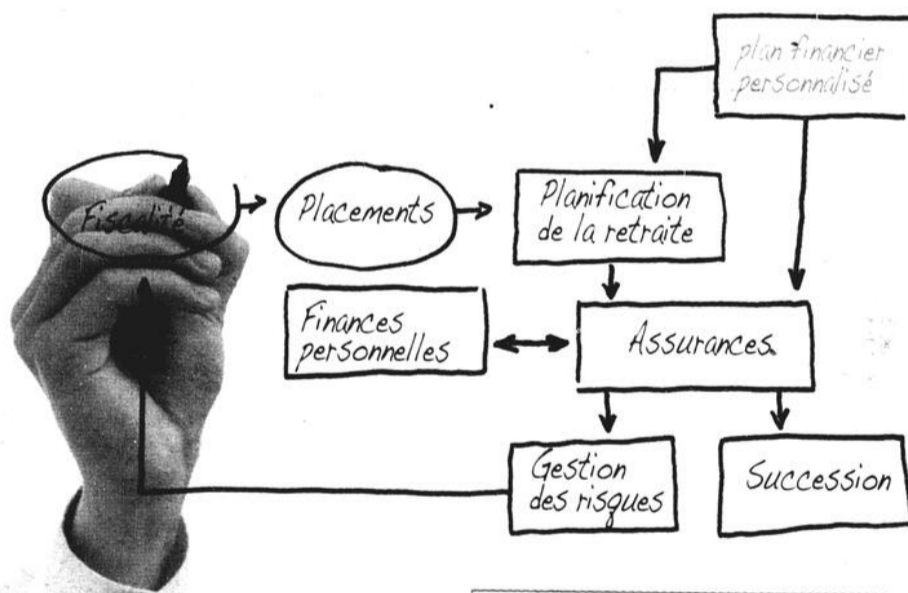 plan financier
personnalisé
Fiscalité
Placements
Planification
de la retraite
Finances
personnelles
Assurances
Gestion
des risques
Succession